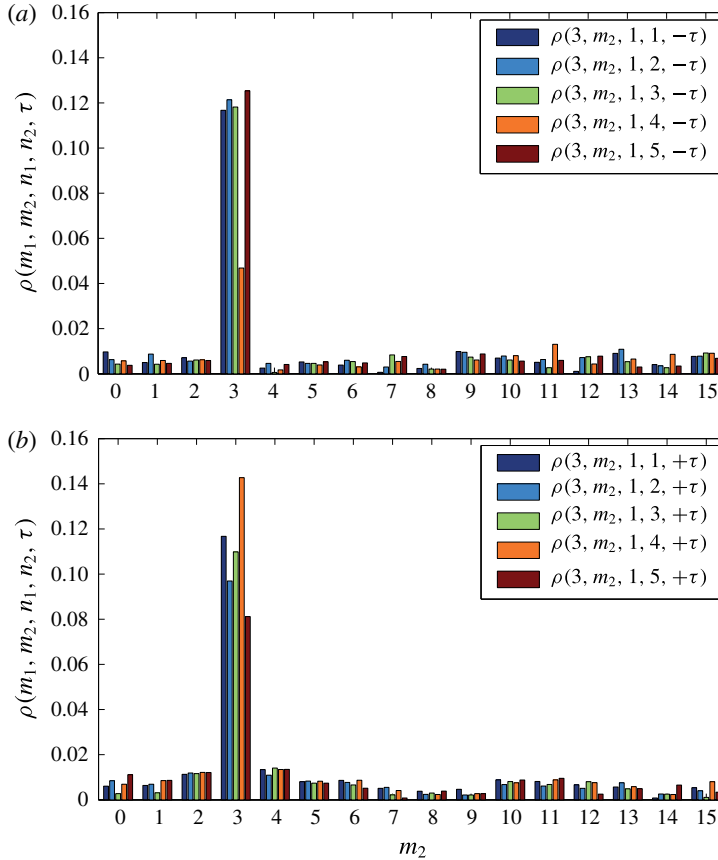 (a)
0.16
0.14
0.12
0.10
0.08
0.06
0.04
0.02
0
ρ(m1, m2, n1, n2, τ)
ρ(3, m2, 1, 1, −τ)
ρ(3, m2, 1, 2, −τ)
ρ(3, m2, 1, 3, −τ)
ρ(3, m2, 1, 4, −τ)
ρ(3, m2, 1, 5, −τ)
0 1 2 3 4 5 6 7 8 9 10 11 12 13 14 15
(b)
0.16
0.14
0.12
0.10
0.08
0.06
0.04
0.02
0
ρ(m1, m2, n1, n2, τ)
ρ(3, m2, 1, 1, +τ)
ρ(3, m2, 1, 2, +τ)
ρ(3, m2, 1, 3, +τ)
ρ(3, m2, 1, 4, +τ)
ρ(3, m2, 1, 5, +τ)
0 1 2 3 4 5 6 7 8 9 10 11 12 13 14 15
m2